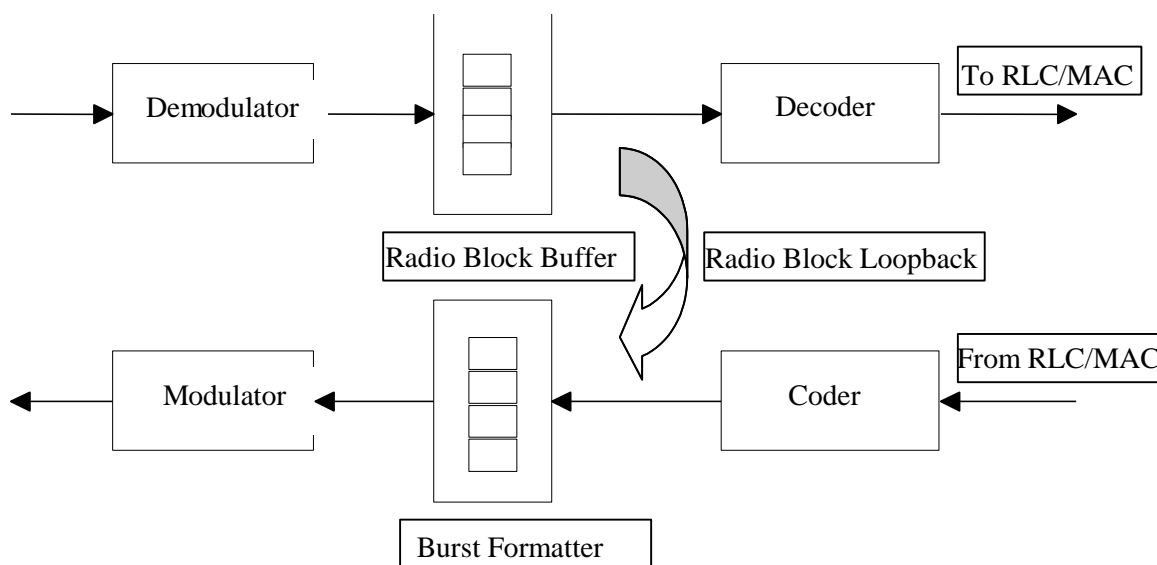 To RLC/MAC
Demodulator
Decoder
Radio Block Buffer
Radio Block Loopback
From RLC/MAC
Modulator
Coder
Burst Formatter